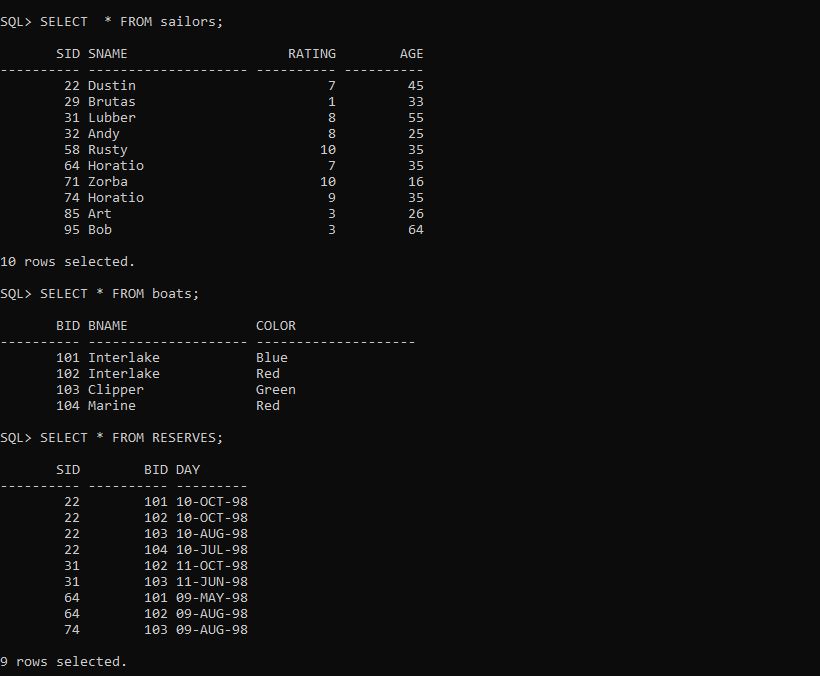 SQL> SELECT  * FROM sailors;
       SID SNAME                    RATING        AGE
---------- -------------------- ---------- ----------
        22 Dustin                        7         45
        29 Brutas                        1         33
        31 Lubber                        8         55
        32 Andy                          8         25
        58 Rusty                        10         35
        64 Horatio                       7         35
        71 Zorba                        10         16
        74 Horatio                       9         35
        85 Art                           3         26
        95 Bob                           3         64
10 rows selected.
SQL> SELECT * FROM boats;
       BID BNAME                COLOR
---------- -------------------- --------------------
       101 Interlake            Blue
       102 Interlake            Red
       103 Clipper              Green
       104 Marine               Red
SQL> SELECT * FROM RESERVES;
       SID        BID DAY
---------- ---------- ---------
        22        101 10-OCT-98
        22        102 10-OCT-98
        22        103 10-AUG-98
        22        104 10-JUL-98
        31        102 11-OCT-98
        31        103 11-JUN-98
        64        101 09-MAY-98
        64        102 09-AUG-98
        74        103 09-AUG-98
9 rows selected.